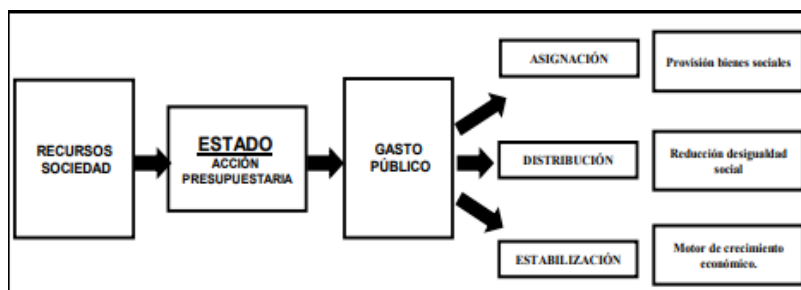 RECURSOS
SOCIEDAD
ESTADO
ACCIÓN
PRESUPUESTARIA
GASTO
PÚBLICO
ASIGNACIÓN
Provisión bienes sociales
DISTRIBUCIÓN
Reducción desigualdad
social
ESTABILIZACIÓN
Motor de crecimiento
económico.